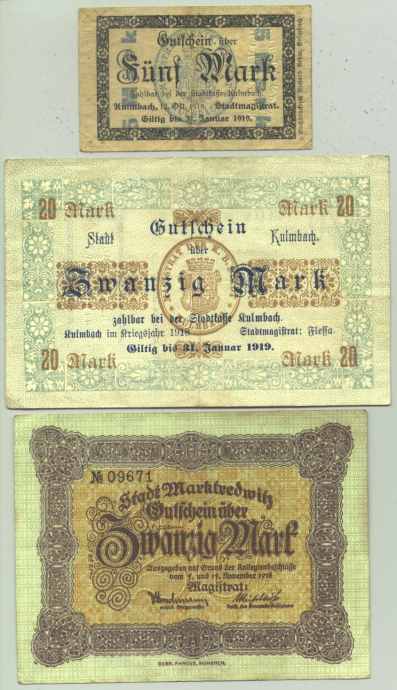 Gutschein über
Fünf Mark
Zahlbar bei der Stadtkasse Kulmbach.
Kulmbach, 12. Okt. 1918. Stadtmagistrat.
Giltig bis 31. Januar 1919.
20 Mark Mark 20
Gutschein
Stadt Kulmbach.
über
Zwanzig Mark
zahlbar bei der Stadtkasse Kulmbach.
Kulmbach im Kriegsjahr 1918. Stadtmagistrat: Flessa.
Giltig bis 31. Januar 1919.
20 Mark Mark 20
№ 09671
Stadt Marktredwitz
Gutschein über
Zwanzig Mark
Ausgegeben auf Grund der Kollegienbeschlüsse
vom 5. und 15. November 1918
Magistrat: